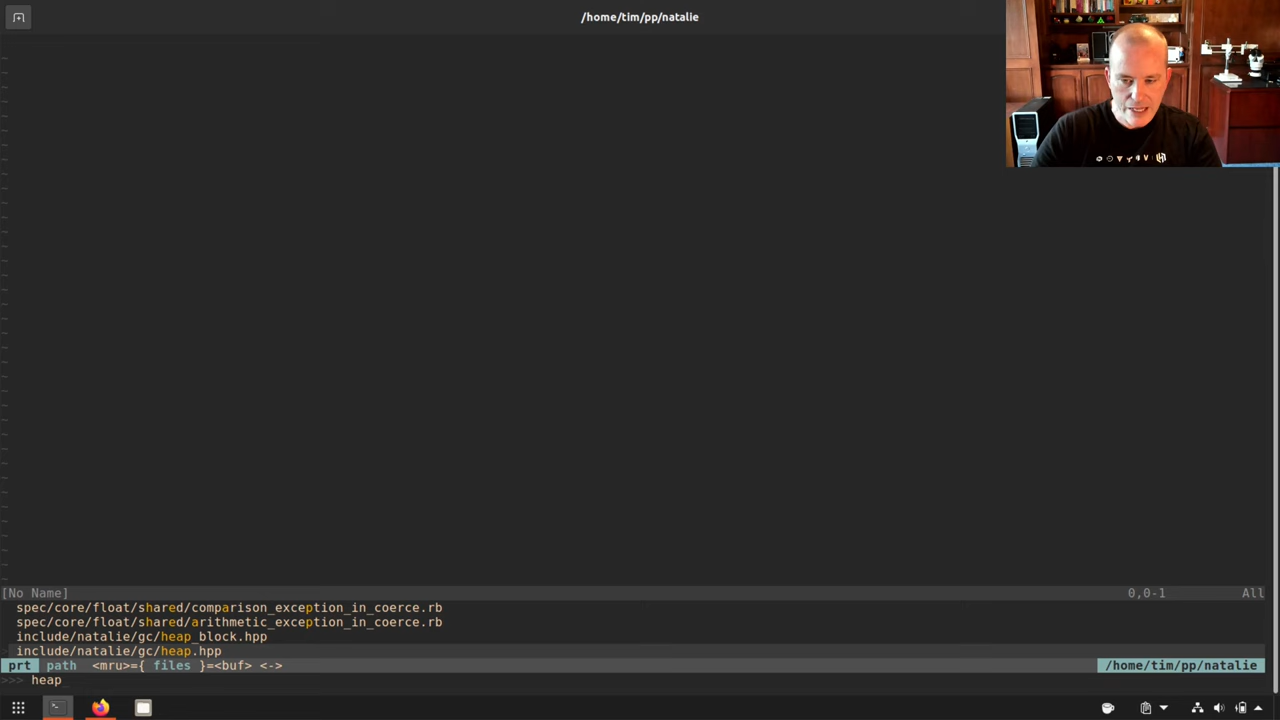 /home/tim/pp/natalie
[No Name] 0,0-1 All
spec/core/float/shared/comparison_exception_in_coerce.rb
spec/core/float/shared/arithmetic_exception_in_coerce.rb
include/natalie/gc/heap_block.hpp
> include/natalie/gc/heap.hpp
prt path <mru>={ files }=<buf> <-> /home/tim/pp/natalie
>>> heap